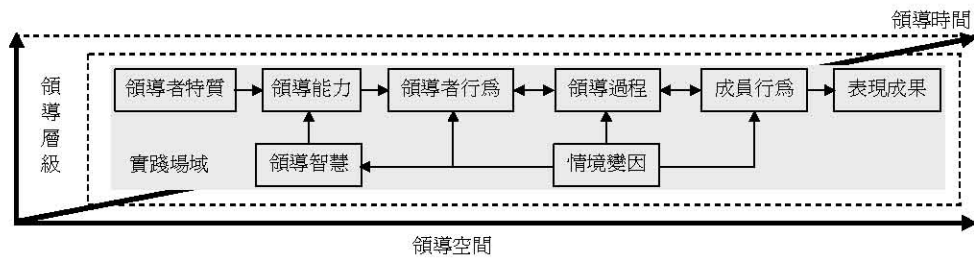 領導時間
領導層級
領導者特質
領導能力
領導者行為
領導過程
成員行為
表現成果
實踐場域
領導智慧
情境變因
領導空間